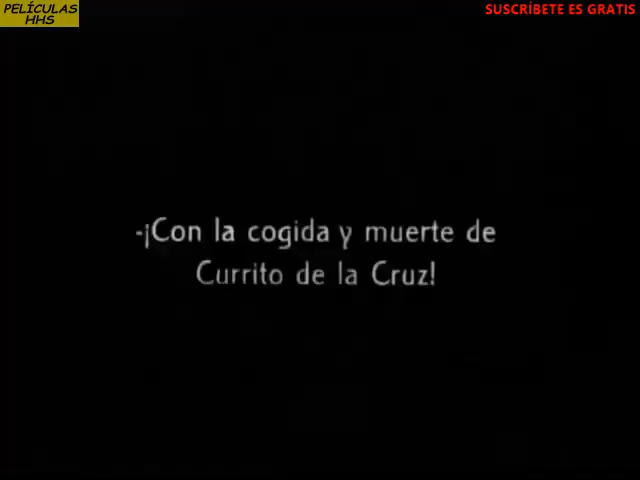 PELÍCULAS
HHS
SUSCRÍBETE ES GRATIS
-¡Con la cogida y muerte de
Currito de la Cruz!